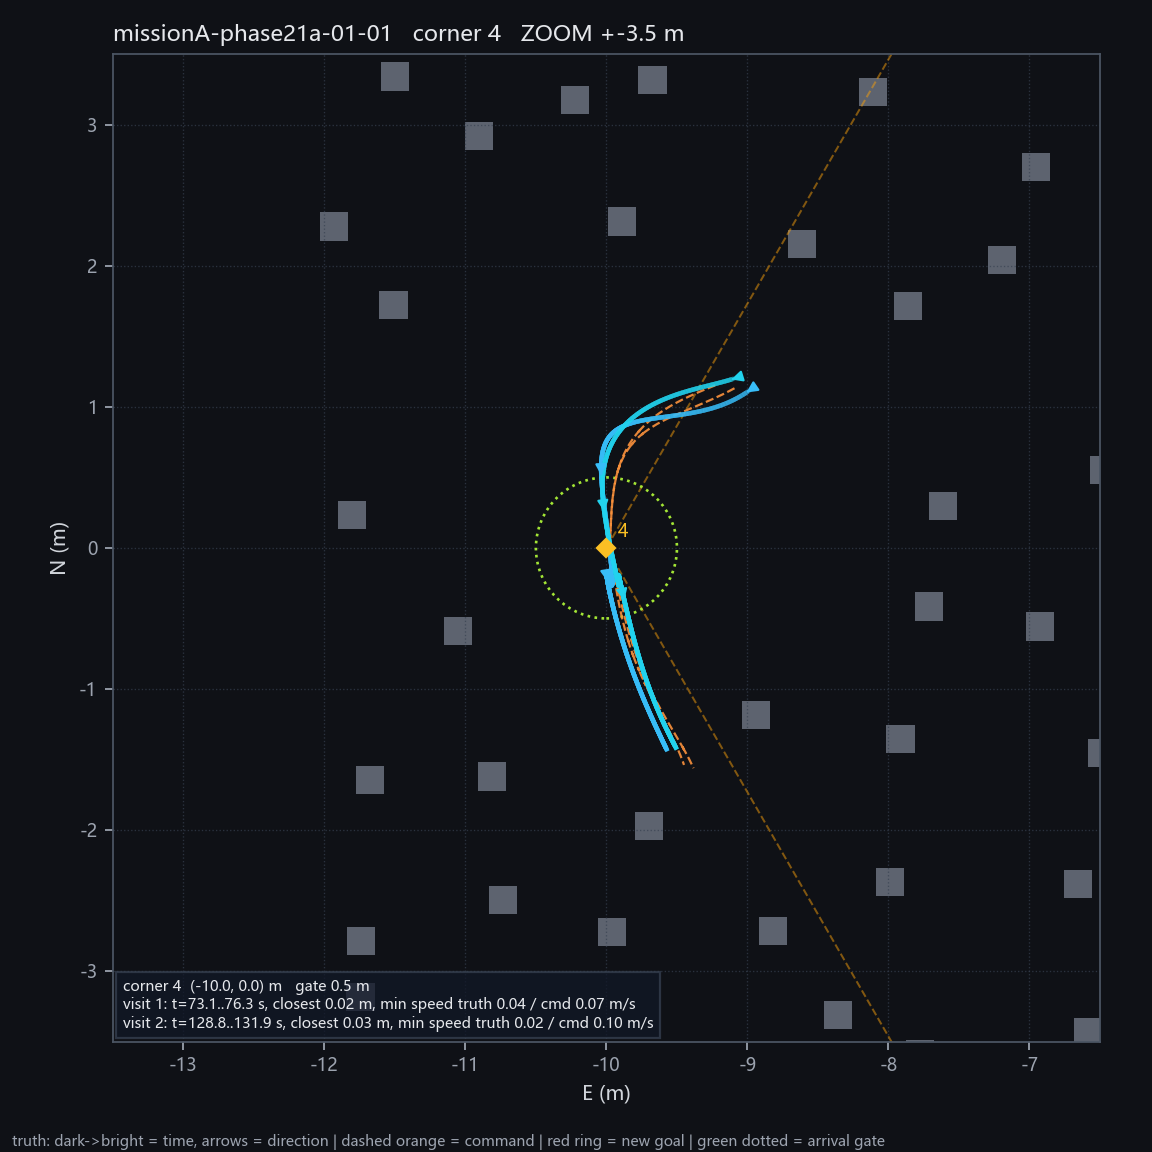 missionA-phase21a-01-01   corner 4   ZOOM +-3.5 m
3
2
1
0
-1
-2
-3
N (m)
4
corner 4  (-10.0, 0.0) m   gate 0.5 m
visit 1: t=73.1..76.3 s, closest 0.02 m, min speed truth 0.04 / cmd 0.07 m/s
visit 2: t=128.8..131.9 s, closest 0.03 m, min speed truth 0.02 / cmd 0.10 m/s
-13 -12 -11 -10 -9 -8 -7
E (m)
truth: dark->bright = time, arrows = direction | dashed orange = command | red ring = new goal | green dotted = arrival gate